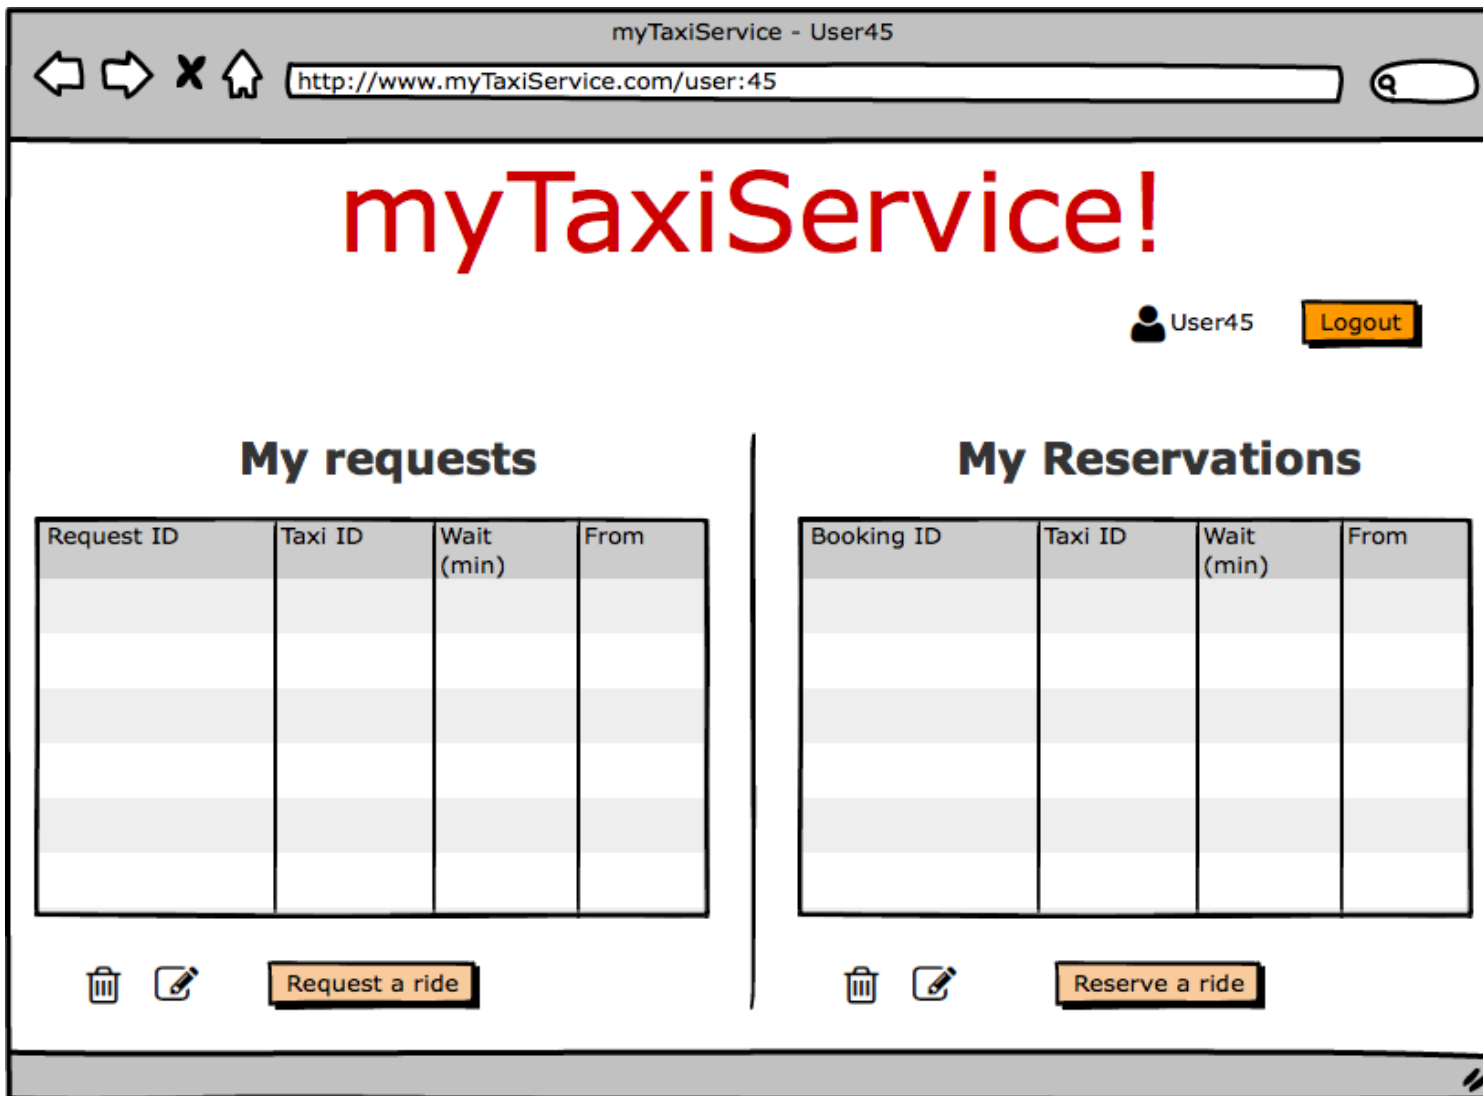 myTaxiService - User45
http://www.myTaxiService.com/user:45
myTaxiService!
User45
Logout
My requests
Request ID Taxi ID Wait From
(min)
Request a ride
My Reservations
Booking ID Taxi ID Wait From
(min)
Reserve a ride